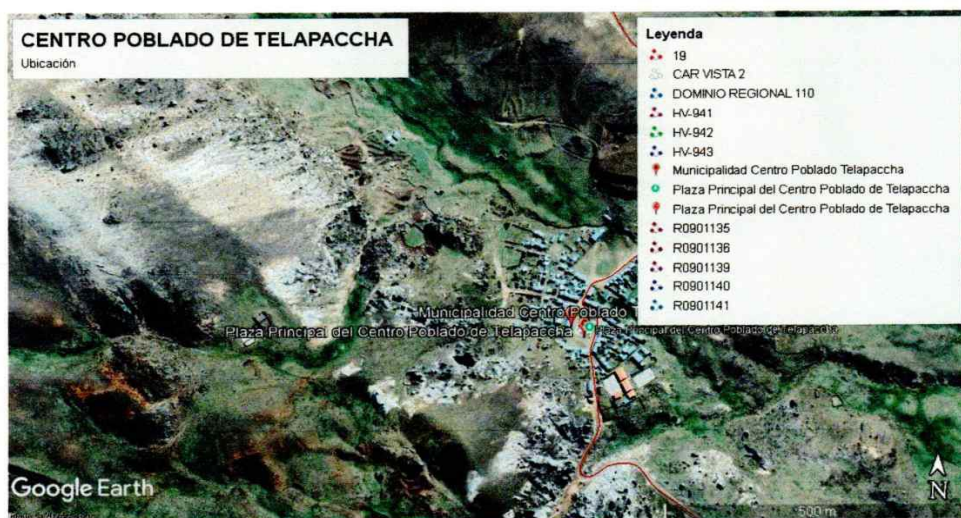 CENTRO POBLADO DE TELAPACCHA
Ubicación
Leyenda
19
CAR VISTA 2
DOMINIO REGIONAL 110
HV-941
HV-942
HV-943
Municipalidad Centro Poblado Telapaccha
Plaza Principal del Centro Poblado de Telapaccha
Plaza Principal del Centro Poblado de Telapaccha
R0901135
R0901136
R0901139
R0901140
R0901141
Municipalidad Centro Poblado T
Plaza Principal del Centro Poblado de Telapaccha
Plaza Principal del Centro Poblado de Telapaccha
Google Earth
N
500 m